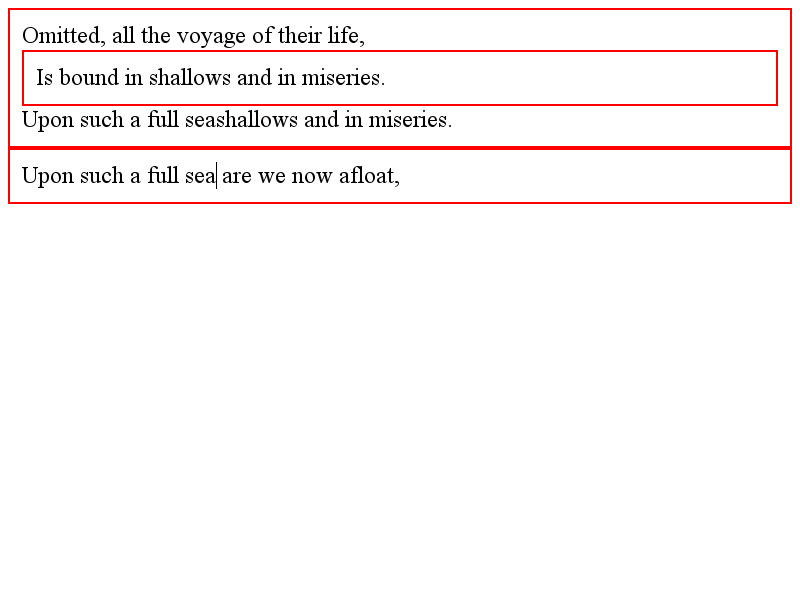 Omitted, all the voyage of their life,
Is bound in shallows and in miseries.
Upon such a full seashallows and in miseries.
Upon such a full sea are we now afloat,